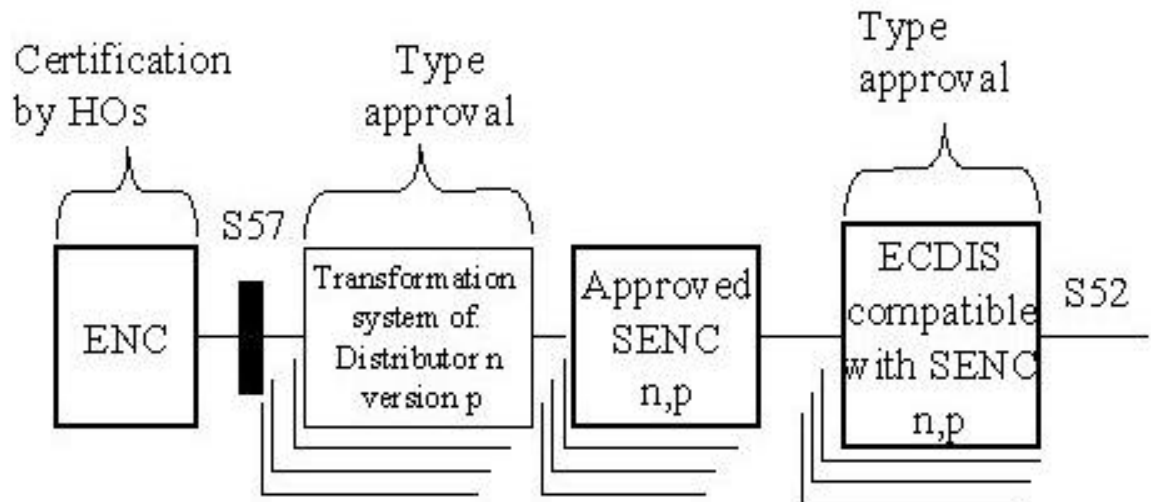 Certification
by HOs
Type
approval
Type
approval
S57
ENC
Transformation
system of.
Distributor n
version p
Approved
SENC
n,p
ECDIS
compatible
with SENC
n,p
S52